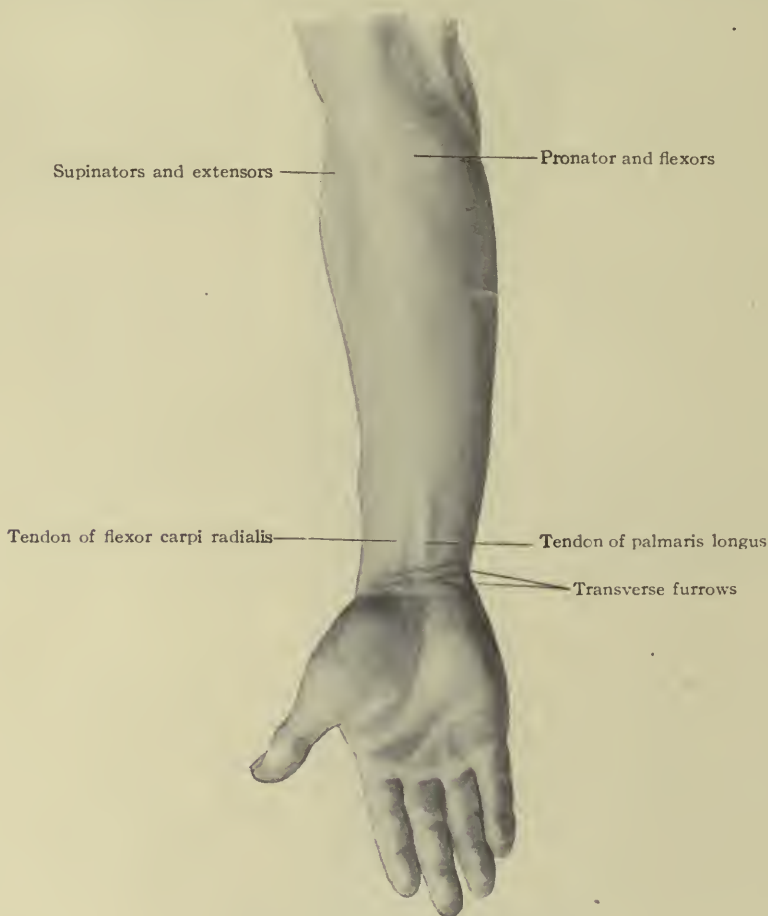 Supinators and extensors
Pronator and flexors
Tendon of flexor carpi radialis
Tendon of palmaris longus
Transverse furrows